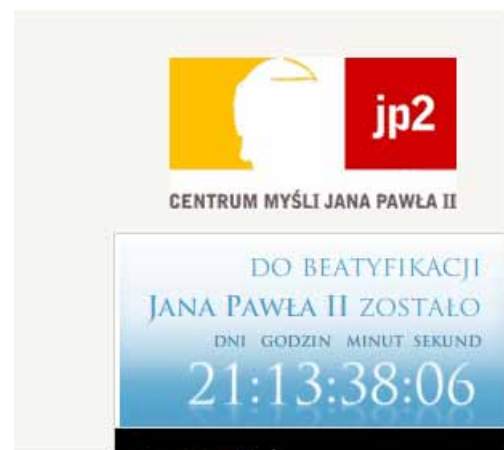 jp2
CENTRUM MYŚLI JANA PAWŁA II
DO BEATYFIKACJI
JANA PAWŁA II ZOSTAŁO
DNI GODZIN MINUT SEKUND
21:13:38:06